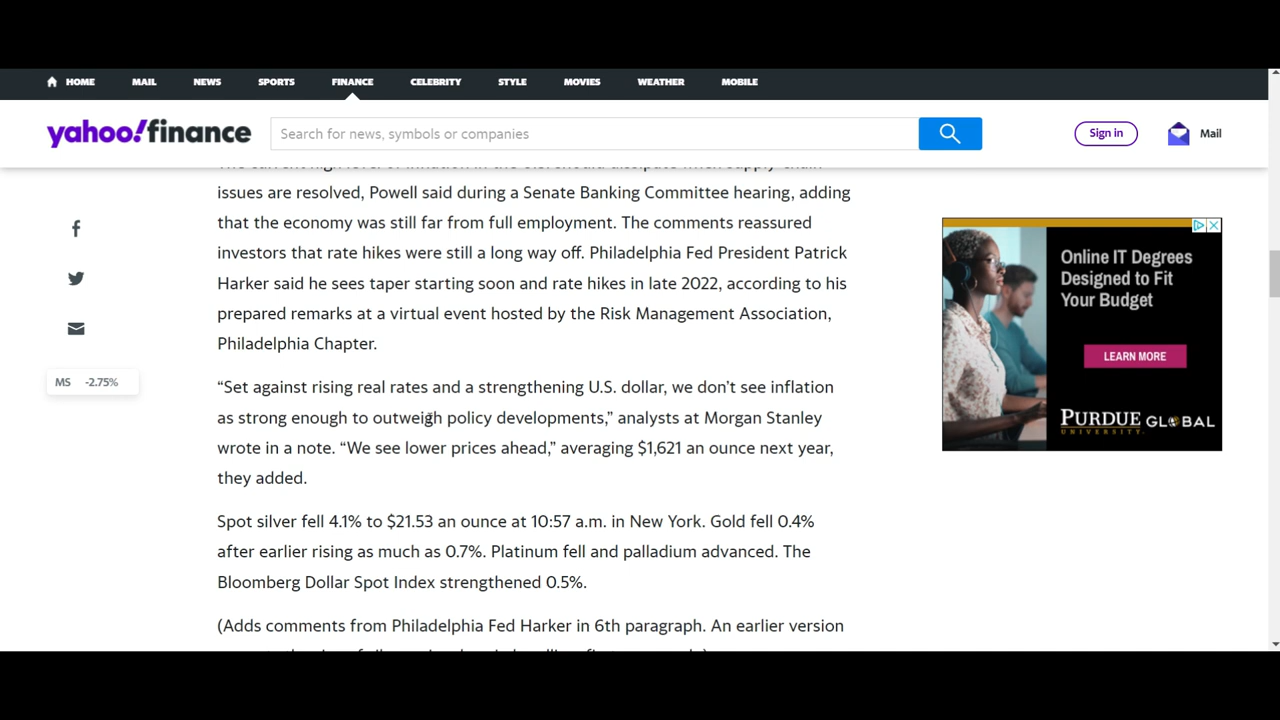 HOME MAIL NEWS SPORTS FINANCE CELEBRITY STYLE MOVIES WEATHER MOBILE
yahoo!finance
Search for news, symbols or companies
Sign in
Mail
issues are resolved, Powell said during a Senate Banking Committee hearing, adding
that the economy was still far from full employment. The comments reassured
investors that rate hikes were still a long way off. Philadelphia Fed President Patrick
Harker said he sees taper starting soon and rate hikes in late 2022, according to his
prepared remarks at a virtual event hosted by the Risk Management Association,
Philadelphia Chapter.
MS -2.75%
“Set against rising real rates and a strengthening U.S. dollar, we don’t see inflation
as strong enough to outweigh policy developments,” analysts at Morgan Stanley
wrote in a note. “We see lower prices ahead,” averaging $1,621 an ounce next year,
they added.
Spot silver fell 4.1% to $21.53 an ounce at 10:57 a.m. in New York. Gold fell 0.4%
after earlier rising as much as 0.7%. Platinum fell and palladium advanced. The
Bloomberg Dollar Spot Index strengthened 0.5%.
(Adds comments from Philadelphia Fed Harker in 6th paragraph. An earlier version
Online IT Degrees
Designed to Fit
Your Budget
LEARN MORE
PURDUE GLOBAL
UNIVERSITY